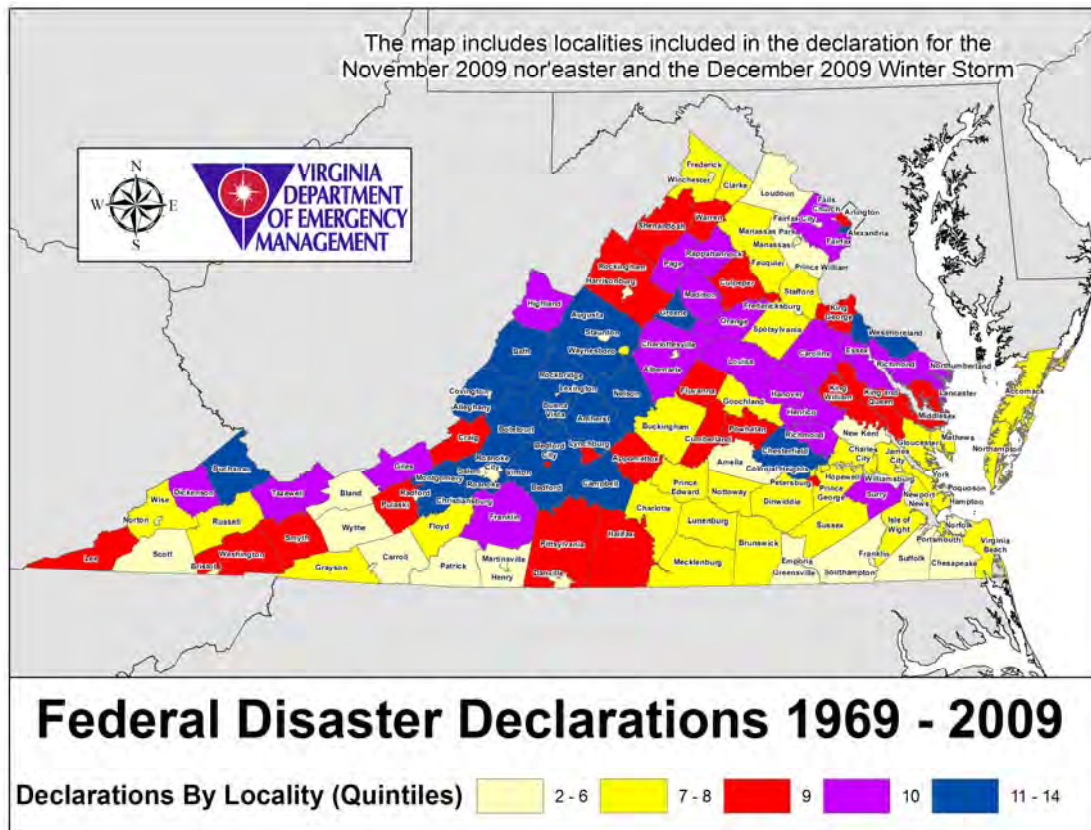 The map includes localities included in the declaration for the
November 2009 nor'easter and the December 2009 Winter Storm
N
W
E
S
VIRGINIA
DEPARTMENT
OF EMERGENCY
MANAGEMENT
Frederick
Winchester
Clarke
Loudoun
Falls
Church
Arlington
Fairfax City
Alexandria
Fairfax
Shenandoah
Warren
Manassas Park
Manassas
Fauquier
Prince William
Rappahannock
Page
Rockingham
Harrisonburg
Culpeper
Stafford
Madison
Fredericksburg
King
George
Highland
Augusta
Greene
Orange
Spotsylvania
Westmoreland
Staunton
Waynesboro
Charlottesville
Albemarle
Louisa
Caroline
Essex
Richmond
Northumberland
Bath
Rockbridge
Lexington
Nelson
Fluvanna
Goochland
Hanover
King
William
King and
Queen
Lancaster
Middlesex
Accomack
Covington
Alleghany
Buena
Vista
Amherst
Buckingham
Powhatan
Henrico
Richmond
New Kent
Gloucester
Mathews
Northampton
Craig
Botetourt
Bedford
City
Lynchburg
Appomattox
Cumberland
Amelia
Chesterfield
Colonial Heights
Charles
City
James
City
York
Buchanan
Giles
Roanoke
Salem
City
Vinton
Roanoke
Montgomery
Christiansburg
Bedford
Campbell
Prince
Edward
Nottoway
Petersburg
Hopewell
Prince
George
Williamsburg
Poquoson
Hampton
Newport
News
Wise
Dickenson
Tazewell
Bland
Radford
Pulaski
Floyd
Franklin
Charlotte
Lunenburg
Dinwiddie
Surry
Sussex
Isle of
Wight
Norfolk
Portsmouth
Virginia
Beach
Norton
Russell
Smyth
Wythe
Carroll
Patrick
Martinsville
Henry
Pittsylvania
Halifax
Mecklenburg
Brunswick
Emporia
Greensville
Southampton
Franklin
Suffolk
Chesapeake
Lee
Scott
Washington
Bristol
Grayson
Danville
Federal Disaster Declarations 1969 - 2009
Declarations By Locality (Quintiles)
2 - 6
7 - 8
9
10
11 - 14